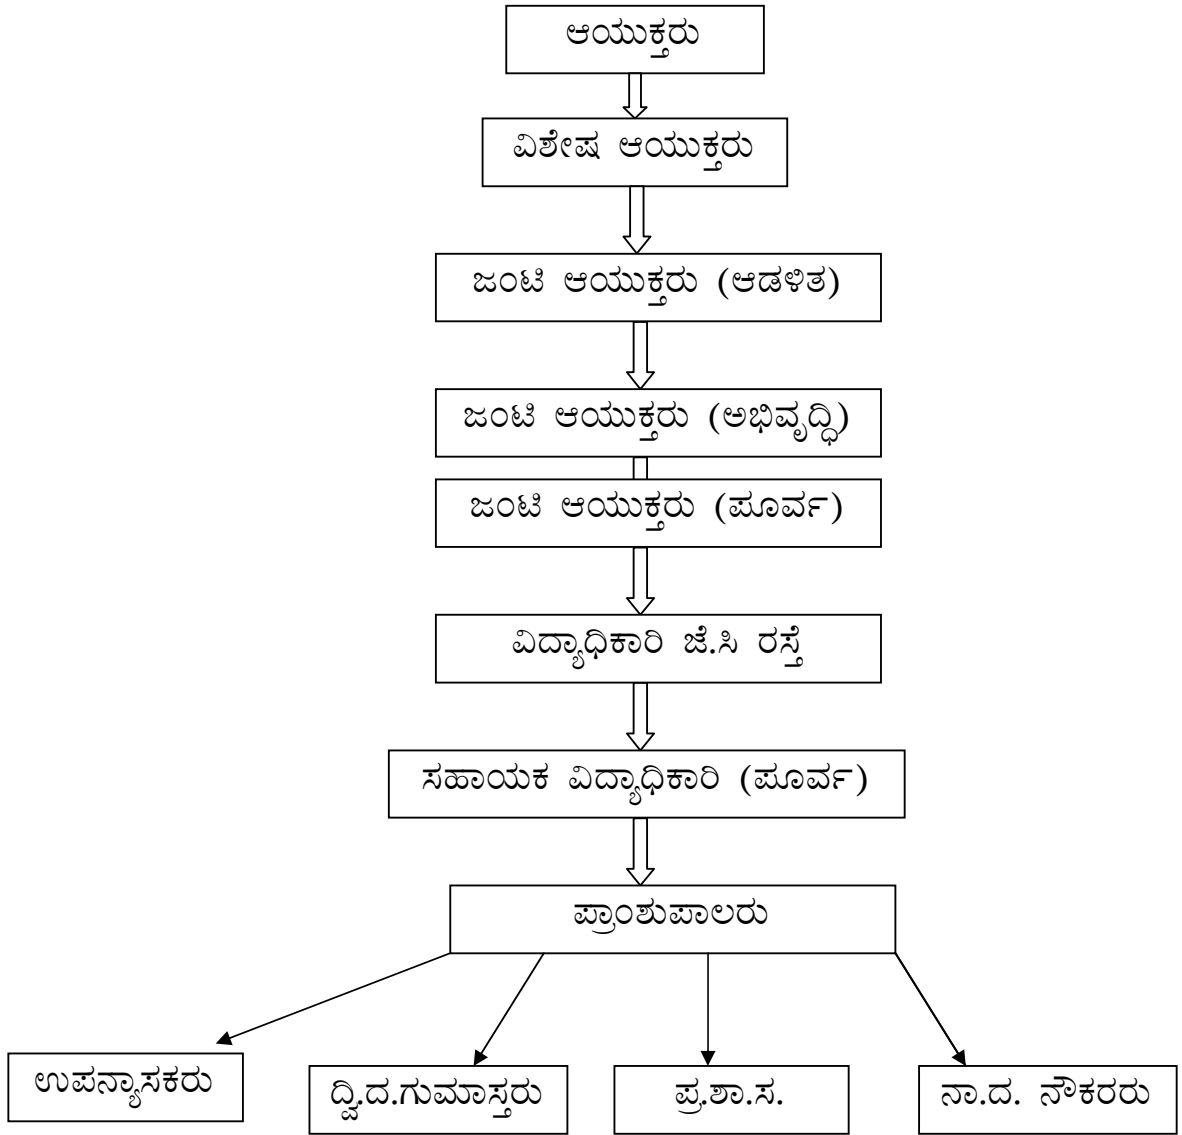 ಆಯುಕ್ತರು
ವಿಶೇಷ ಆಯುಕ್ತರು
ಜಂಟಿ ಆಯುಕ್ತರು (ಆಡಳಿತ)
ಜಂಟಿ ಆಯುಕ್ತರು (ಅಭಿವೃದ್ಧಿ)
ಜಂಟಿ ಆಯುಕ್ತರು (ಪೂರ್ವ)
ವಿದ್ಯಾಧಿಕಾರಿ ಜೆ.ಸಿ ರಸ್ತೆ
ಸಹಾಯಕ ವಿದ್ಯಾಧಿಕಾರಿ (ಪೂರ್ವ)
ಪ್ರಾಂಶುಪಾಲರು
ಉಪನ್ಯಾಸಕರು
ದ್ವಿ.ದ.ಗುಮಾಸ್ತರು
ಪ್ರ.ಶಾ.ಸ.
ನಾ.ದ. ನೌಕರರು